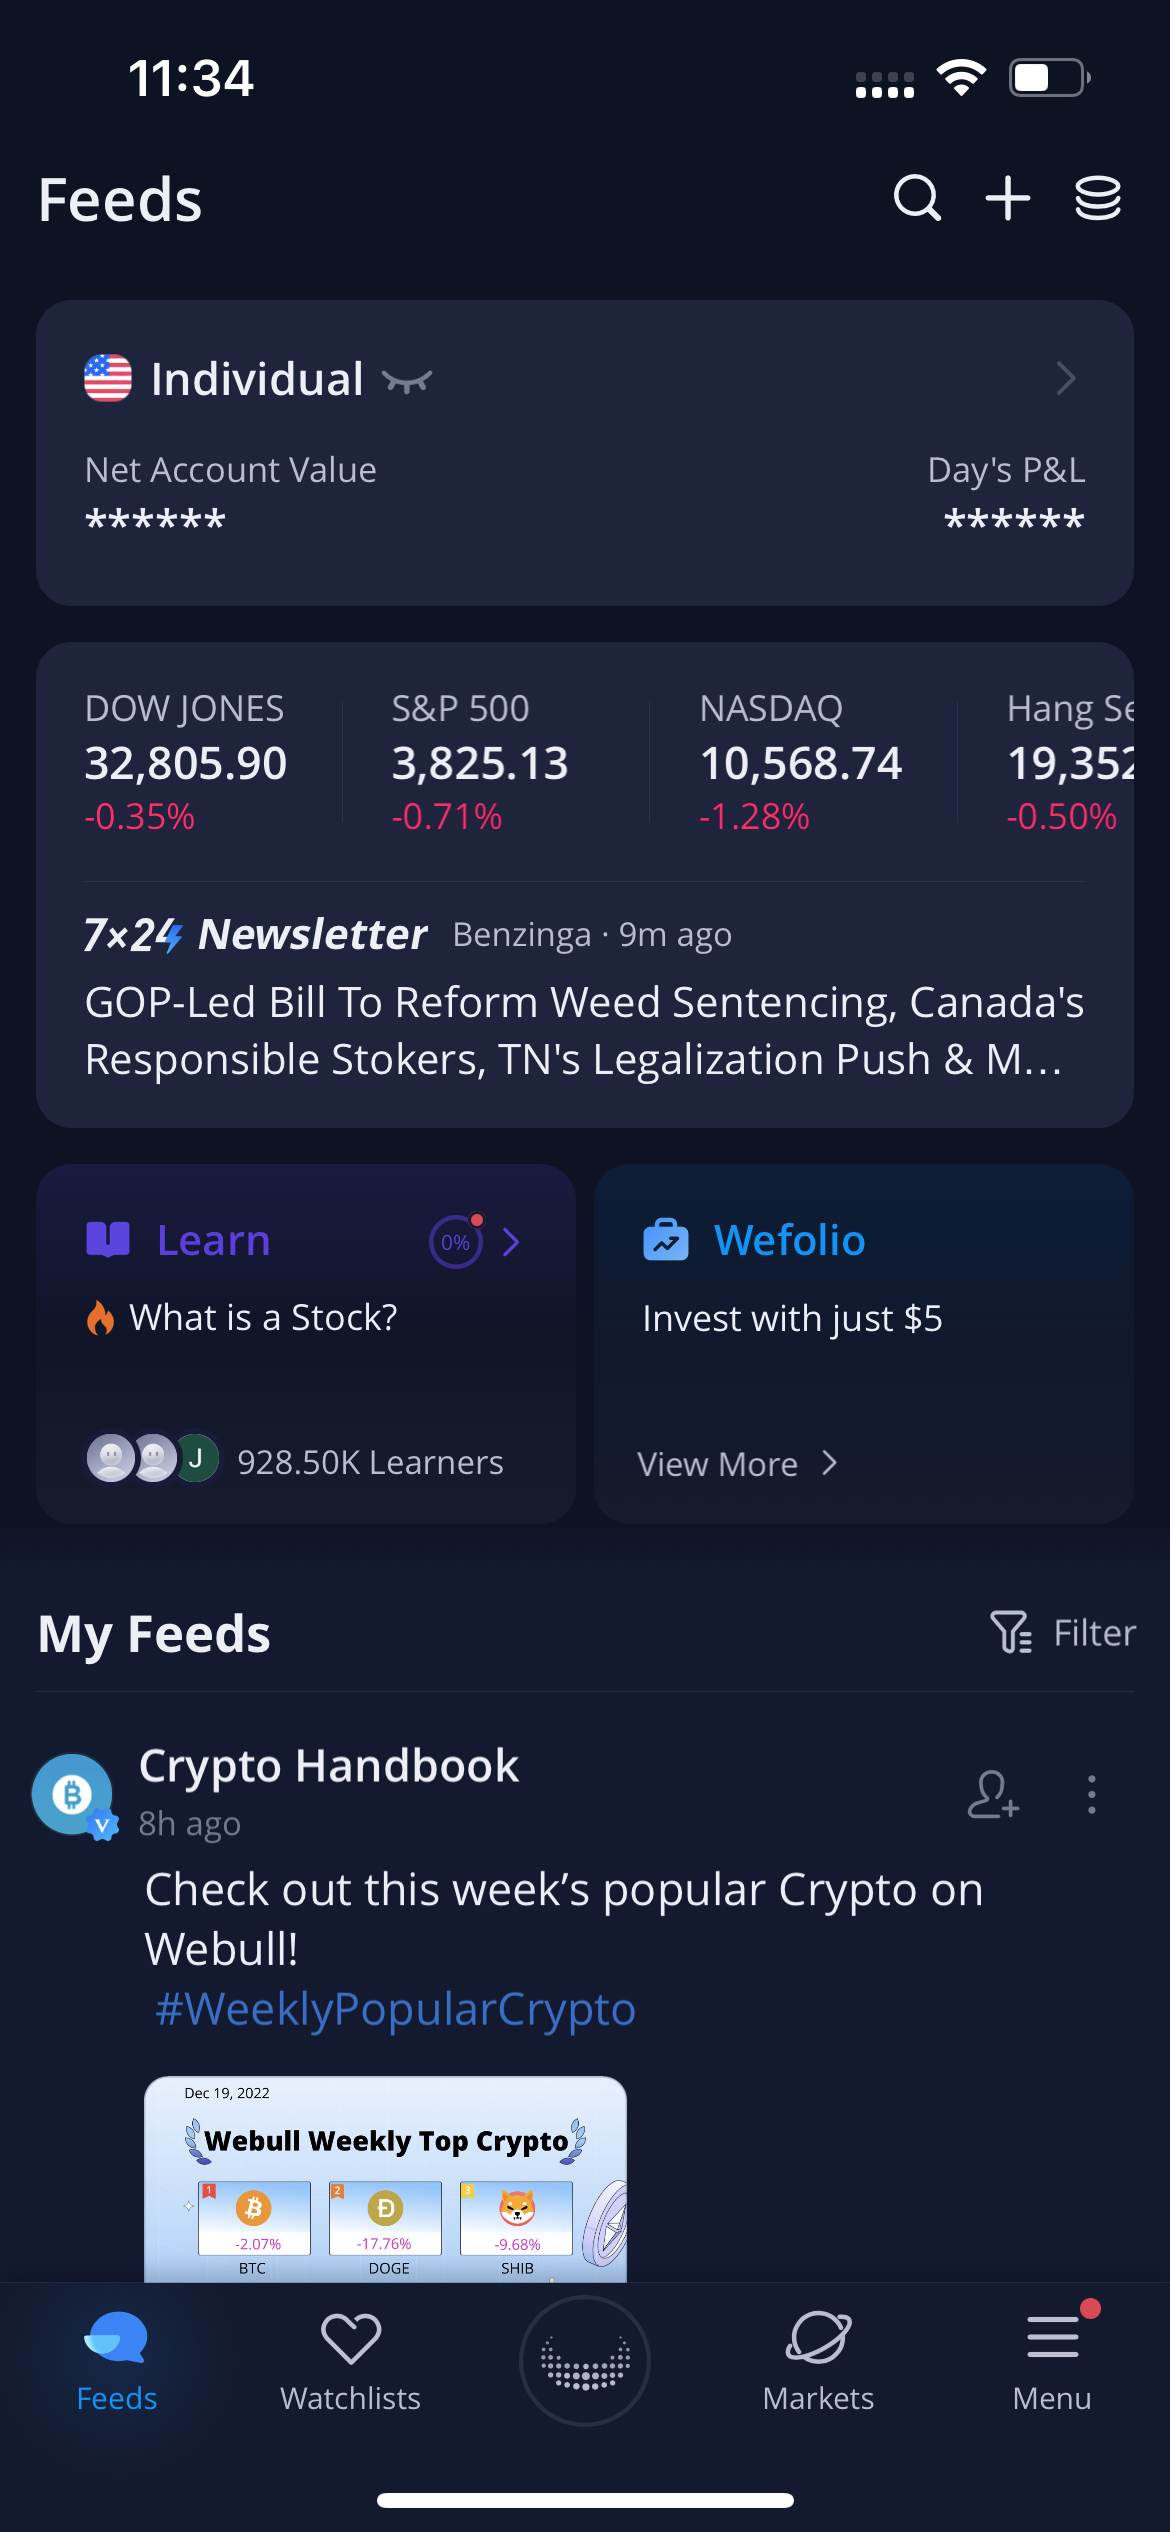 11:34
Feeds
Individual
Net Account Value Day's P&L
****** ******
DOW JONES S&P 500 NASDAQ Hang Se
32,805.90 3,825.13 10,568.74 19,352
-0.35% -0.71% -1.28% -0.50%
7×24 Newsletter Benzinga · 9m ago
GOP-Led Bill To Reform Weed Sentencing, Canada's
Responsible Stokers, TN's Legalization Push & M...
Learn 0% Wefolio
What is a Stock? Invest with just $5
J 928.50K Learners View More
My Feeds Filter
Crypto Handbook
8h ago
Check out this week’s popular Crypto on
Webull!
#WeeklyPopularCrypto
Dec 19, 2022
Webull Weekly Top Crypto
1 2 3
-2.07% -17.76% -9.68%
BTC DOGE SHIB
Feeds Watchlists Markets Menu